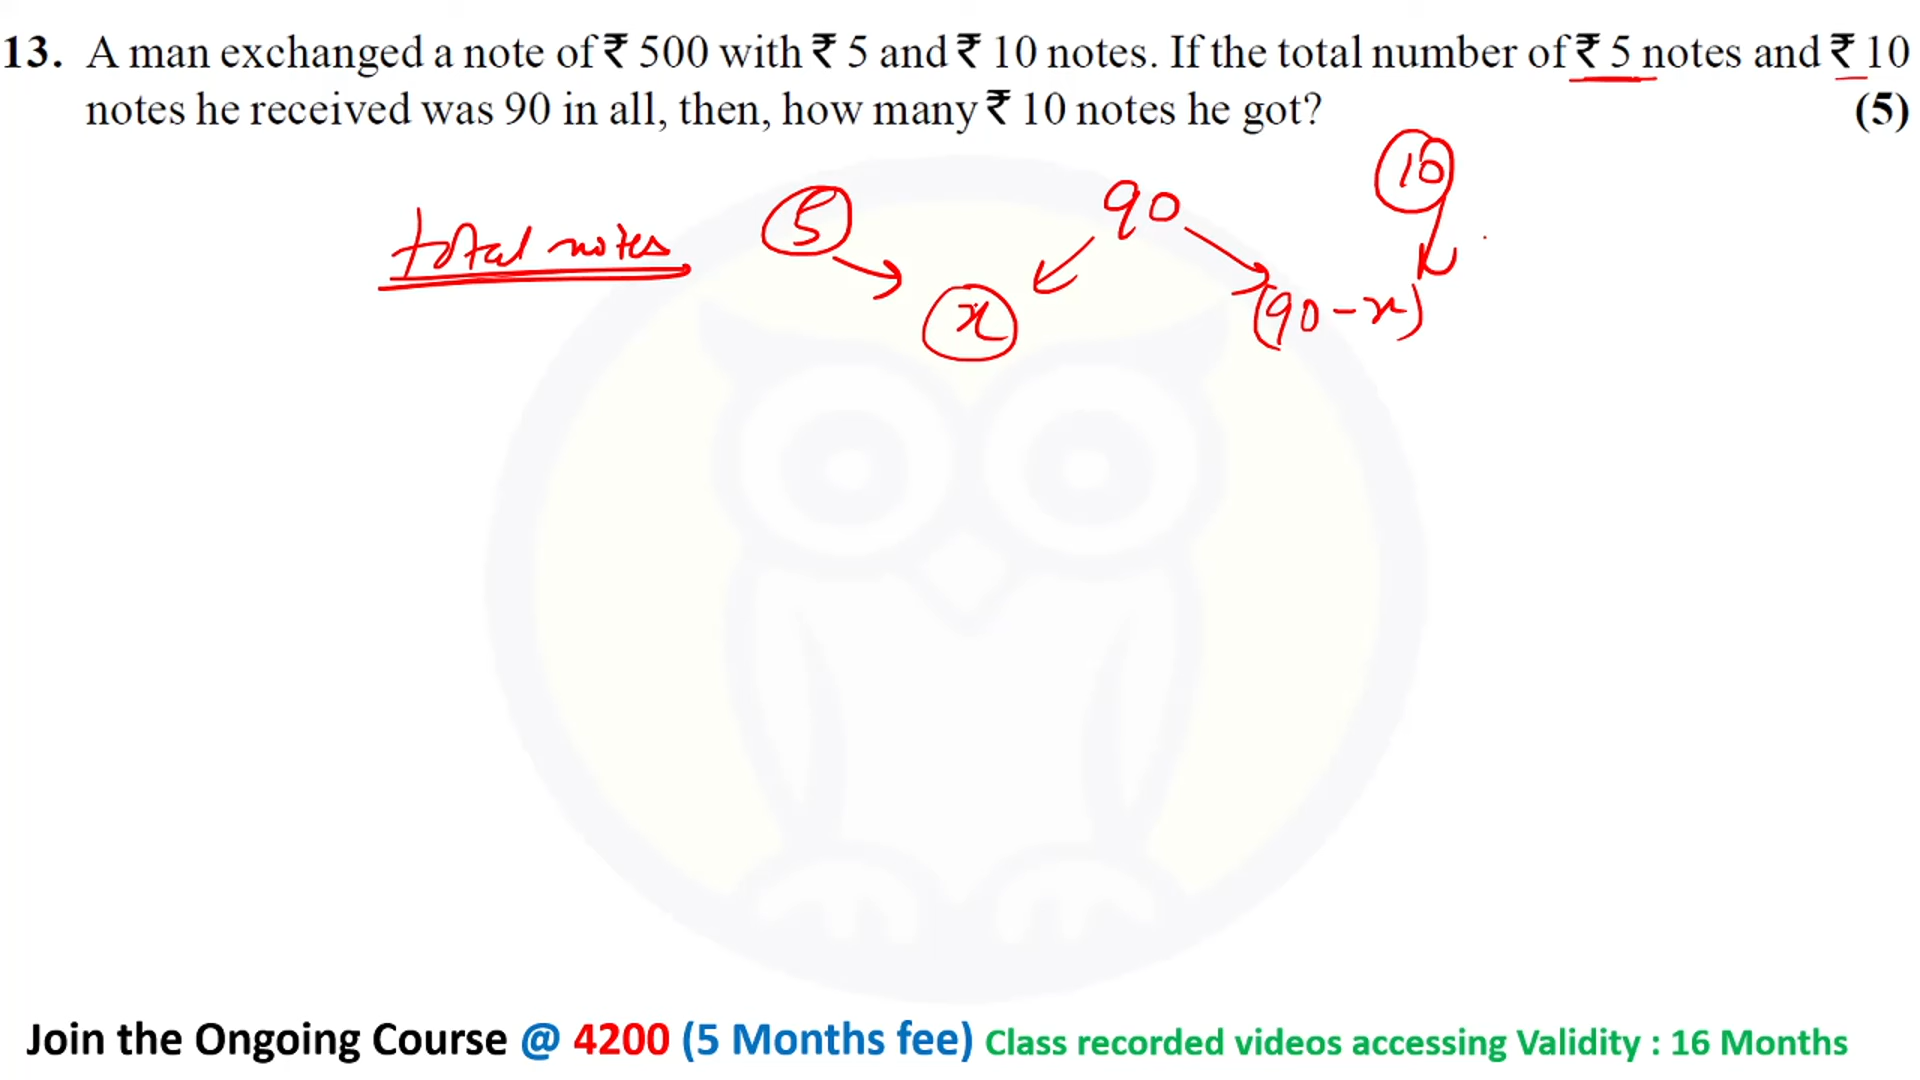 13. A man exchanged a note of ₹ 500 with ₹ 5 and ₹ 10 notes. If the total number of ₹ 5 notes and ₹ 10
notes he received was 90 in all, then, how many ₹ 10 notes he got? (5)
10
total notes 5 90
x (90-x)
Join the Ongoing Course @ 4200 (5 Months fee) Class recorded videos accessing Validity : 16 Months